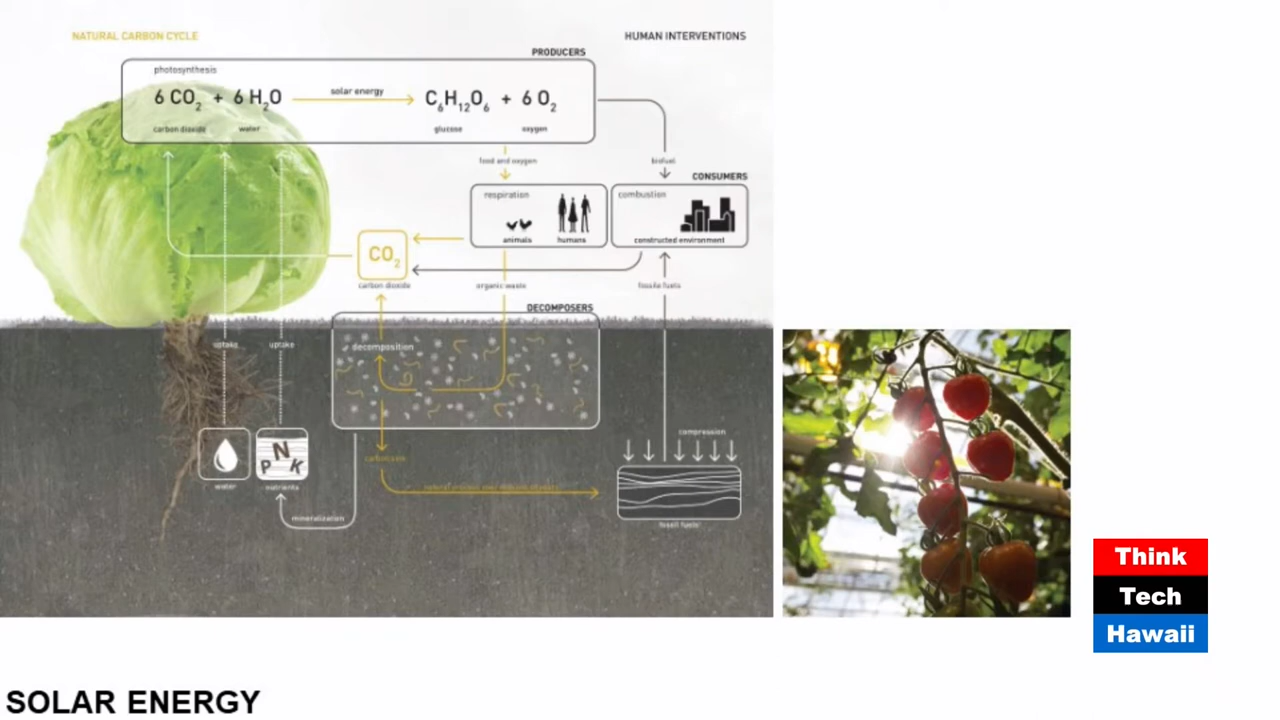 NATURAL CARBON CYCLE
HUMAN INTERVENTIONS
PRODUCERS
photosynthesis
6 CO2 + 6 H2O
solar energy
C6H12O6 + 6 O2
carbon dioxide
water
glucose
oxygen
food and oxygen
biofuel
CONSUMERS
respiration
combustion
animals
humans
constructed environment
CO2
carbon dioxide
organic waste
fossile fuels
DECOMPOSERS
uptake
uptake
decomposition
compression
N
P K
water
nutrients
mineralization
fossil fuels
Think
Tech
Hawaii
SOLAR ENERGY